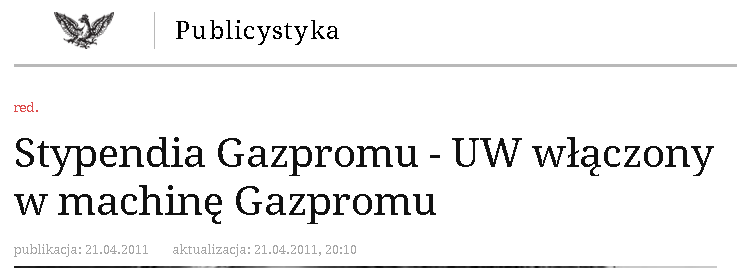 Publicystyka
red.
Stypendia Gazpromu - UW włączony
w machinę Gazpromu
publikacja: 21.04.2011 aktualizacja: 21.04.2011, 20:10